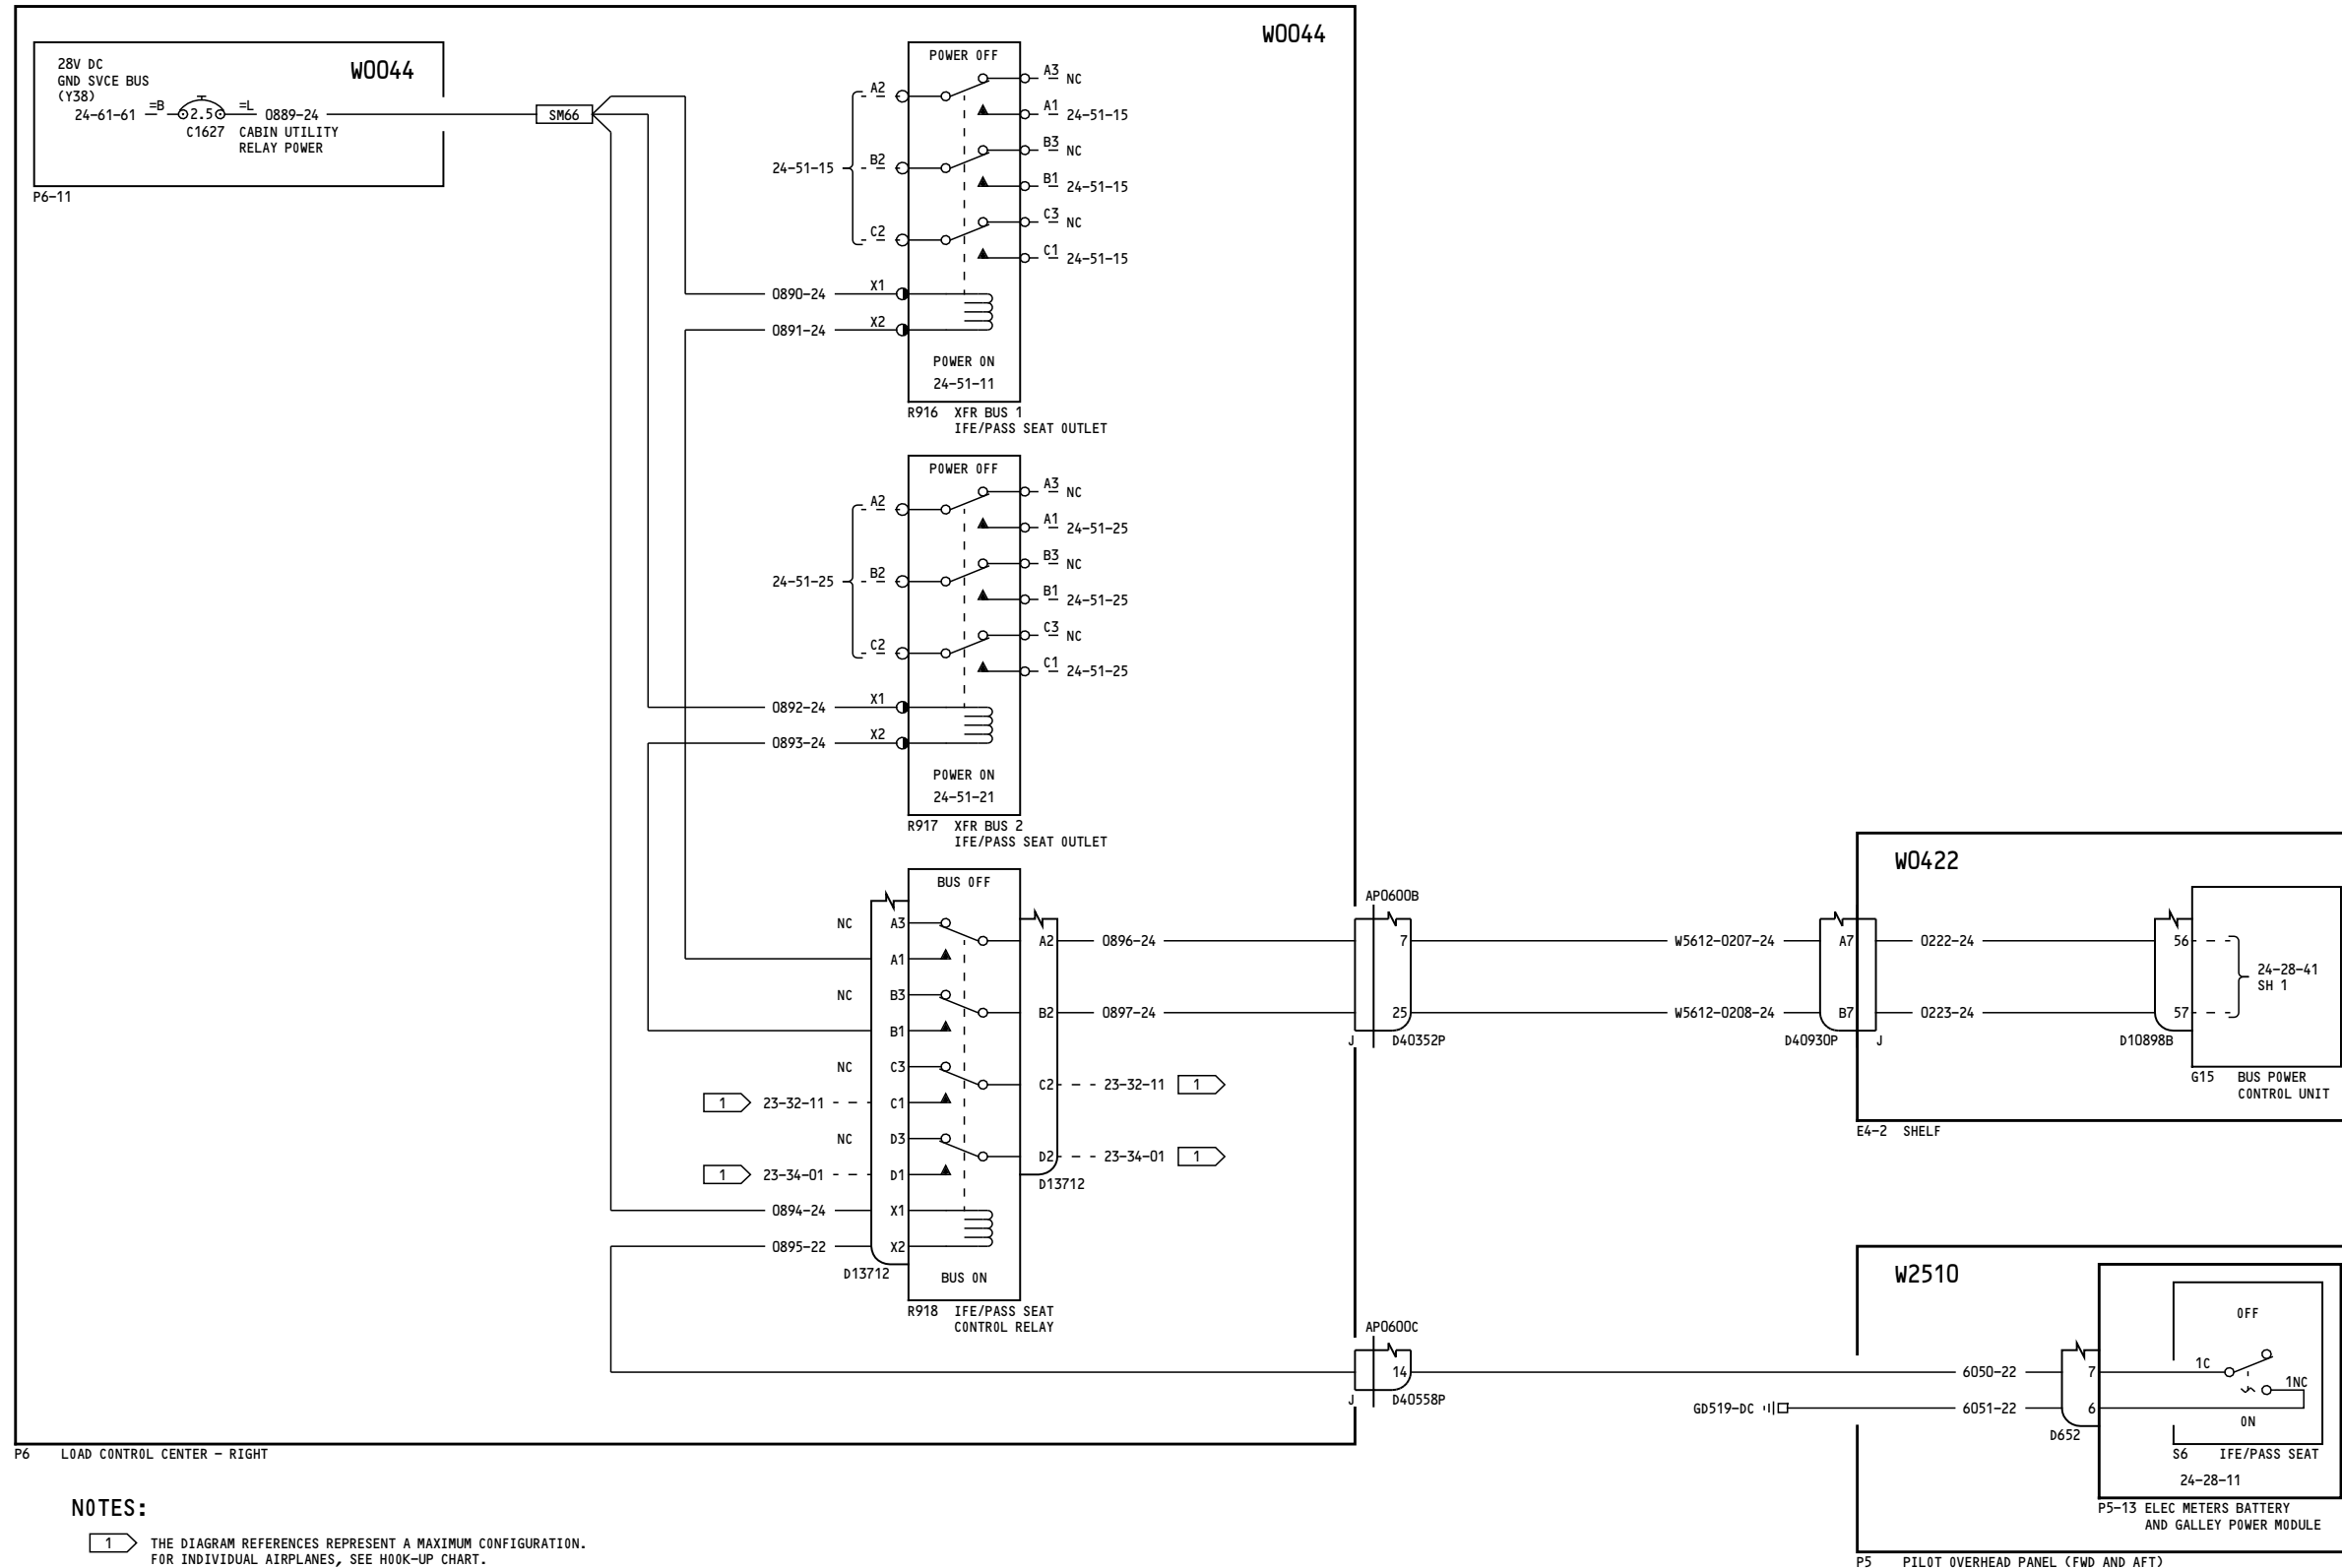 W0044
28V DC
GND SVCE BUS
(Y38)
W0044
24-61-61 =B 2.5 =L 0889-24
C1627 CABIN UTILITY
RELAY POWER
P6-11
SM66
POWER OFF
A2
A3 NC
A1 24-51-15
24-51-15 B2
B3 NC
B1 24-51-15
C2
C3 NC
C1 24-51-15
0890-24 X1
0891-24 X2
POWER ON
24-51-11
R916 XFR BUS 1
IFE/PASS SEAT OUTLET
POWER OFF
A2
A3 NC
A1 24-51-25
24-51-25 B2
B3 NC
B1 24-51-25
C2
C3 NC
C1 24-51-25
0892-24 X1
0893-24 X2
POWER ON
24-51-21
R917 XFR BUS 2
IFE/PASS SEAT OUTLET
BUS OFF
NC A3
A2 0896-24
A1
NC B3
B2 0897-24
B1
NC C3
C2 23-32-11 1
1 23-32-11 C1
NC D3
D2 23-34-01 1
1 23-34-01 D1
D13712
0894-24 X1
0895-22 X2
D13712
BUS ON
R918 IFE/PASS SEAT
CONTROL RELAY
AP0600B
7 W5612-0207-24 A7 0222-24 56
25 W5612-0208-24 B7 0223-24 57
J D40352P
D40930P J
D10898B
W0422
24-28-41
SH 1
G15 BUS POWER
CONTROL UNIT
E4-2 SHELF
AP0600C
14
J D40558P
W2510
OFF
6050-22 7 1C
1NC
GD519-DC 6051-22 6
ON
D652
S6 IFE/PASS SEAT
24-28-11
P5-13 ELEC METERS BATTERY
AND GALLEY POWER MODULE
P5 PILOT OVERHEAD PANEL (FWD AND AFT)
P6 LOAD CONTROL CENTER - RIGHT
NOTES:
1 THE DIAGRAM REFERENCES REPRESENT A MAXIMUM CONFIGURATION.
FOR INDIVIDUAL AIRPLANES, SEE HOOK-UP CHART.